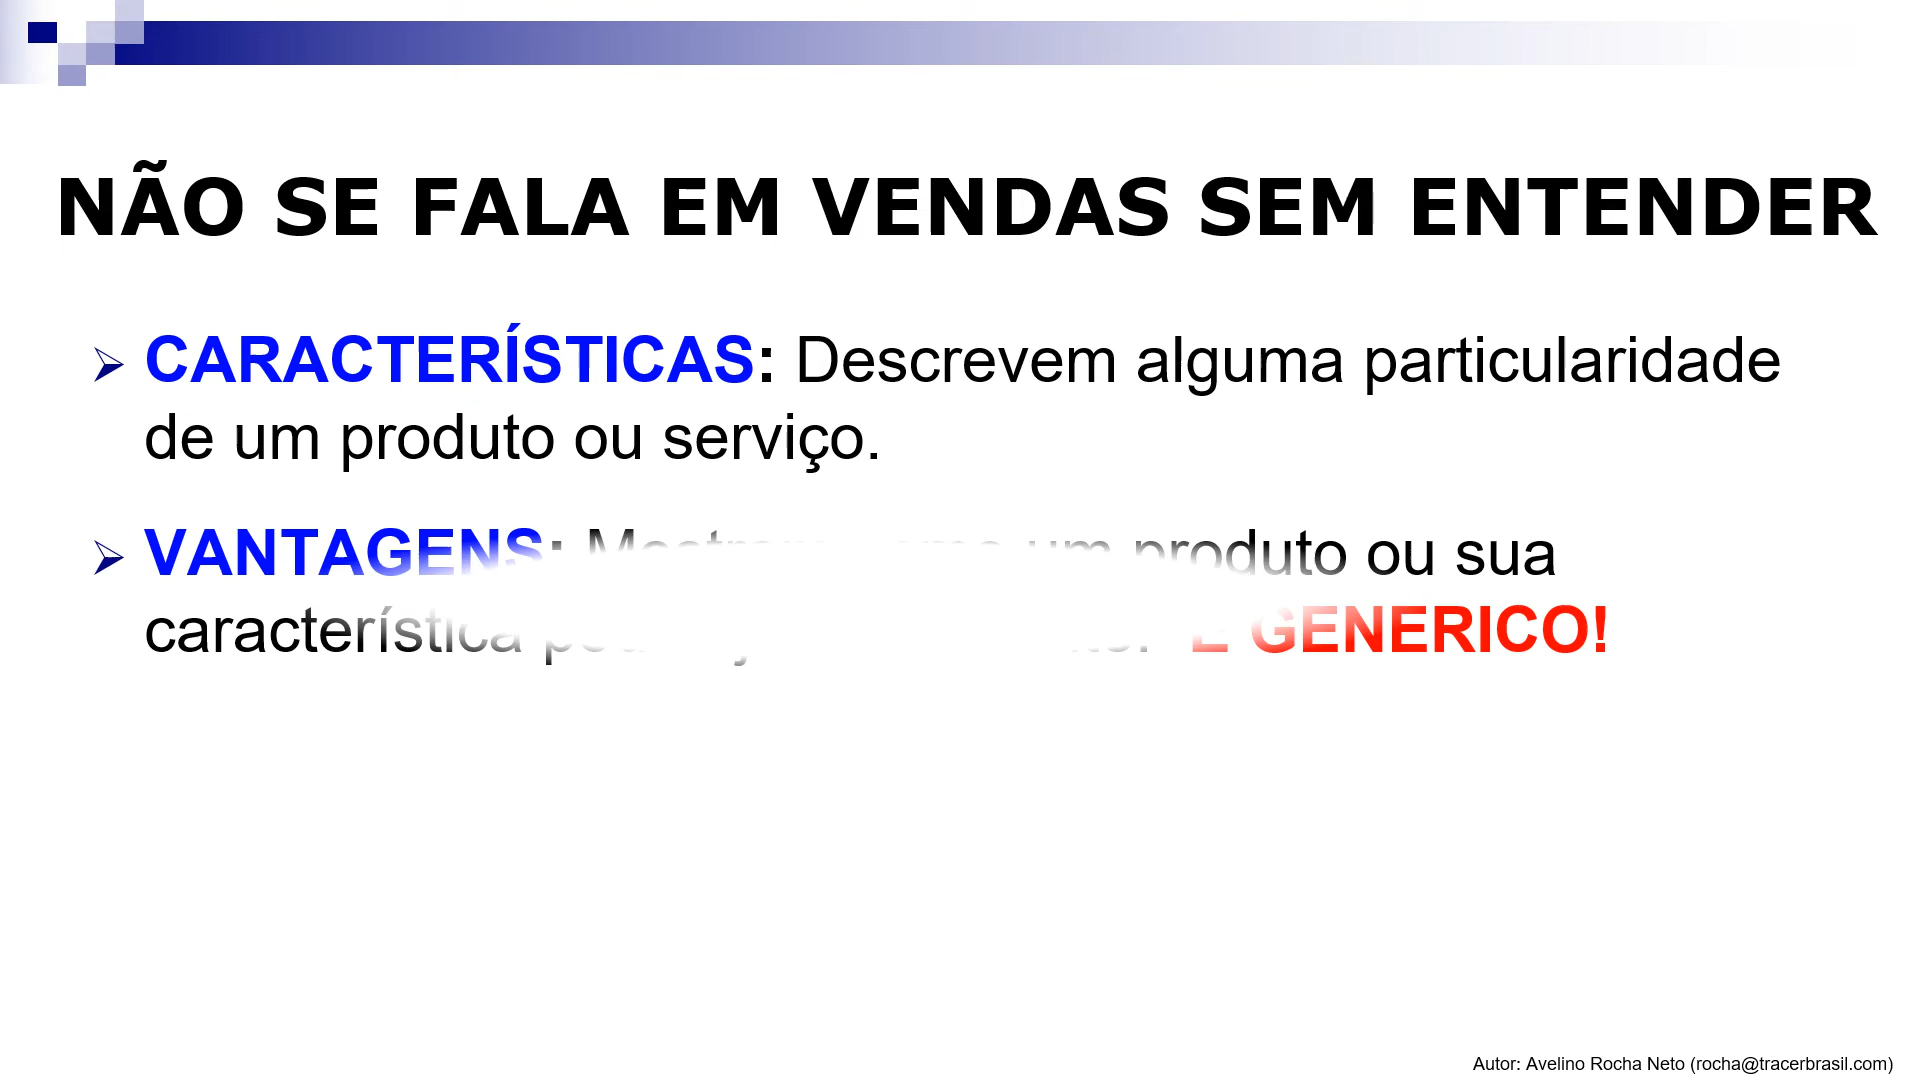 NÃO SE FALA EM VENDAS SEM ENTENDER
CARACTERÍSTICAS: Descrevem alguma particularidade
de um produto ou serviço.
VANTAGENS: Mostram como um produto ou sua
característica É GENERICO!
Autor: Avelino Rocha Neto (rocha@tracerbrasil.com)